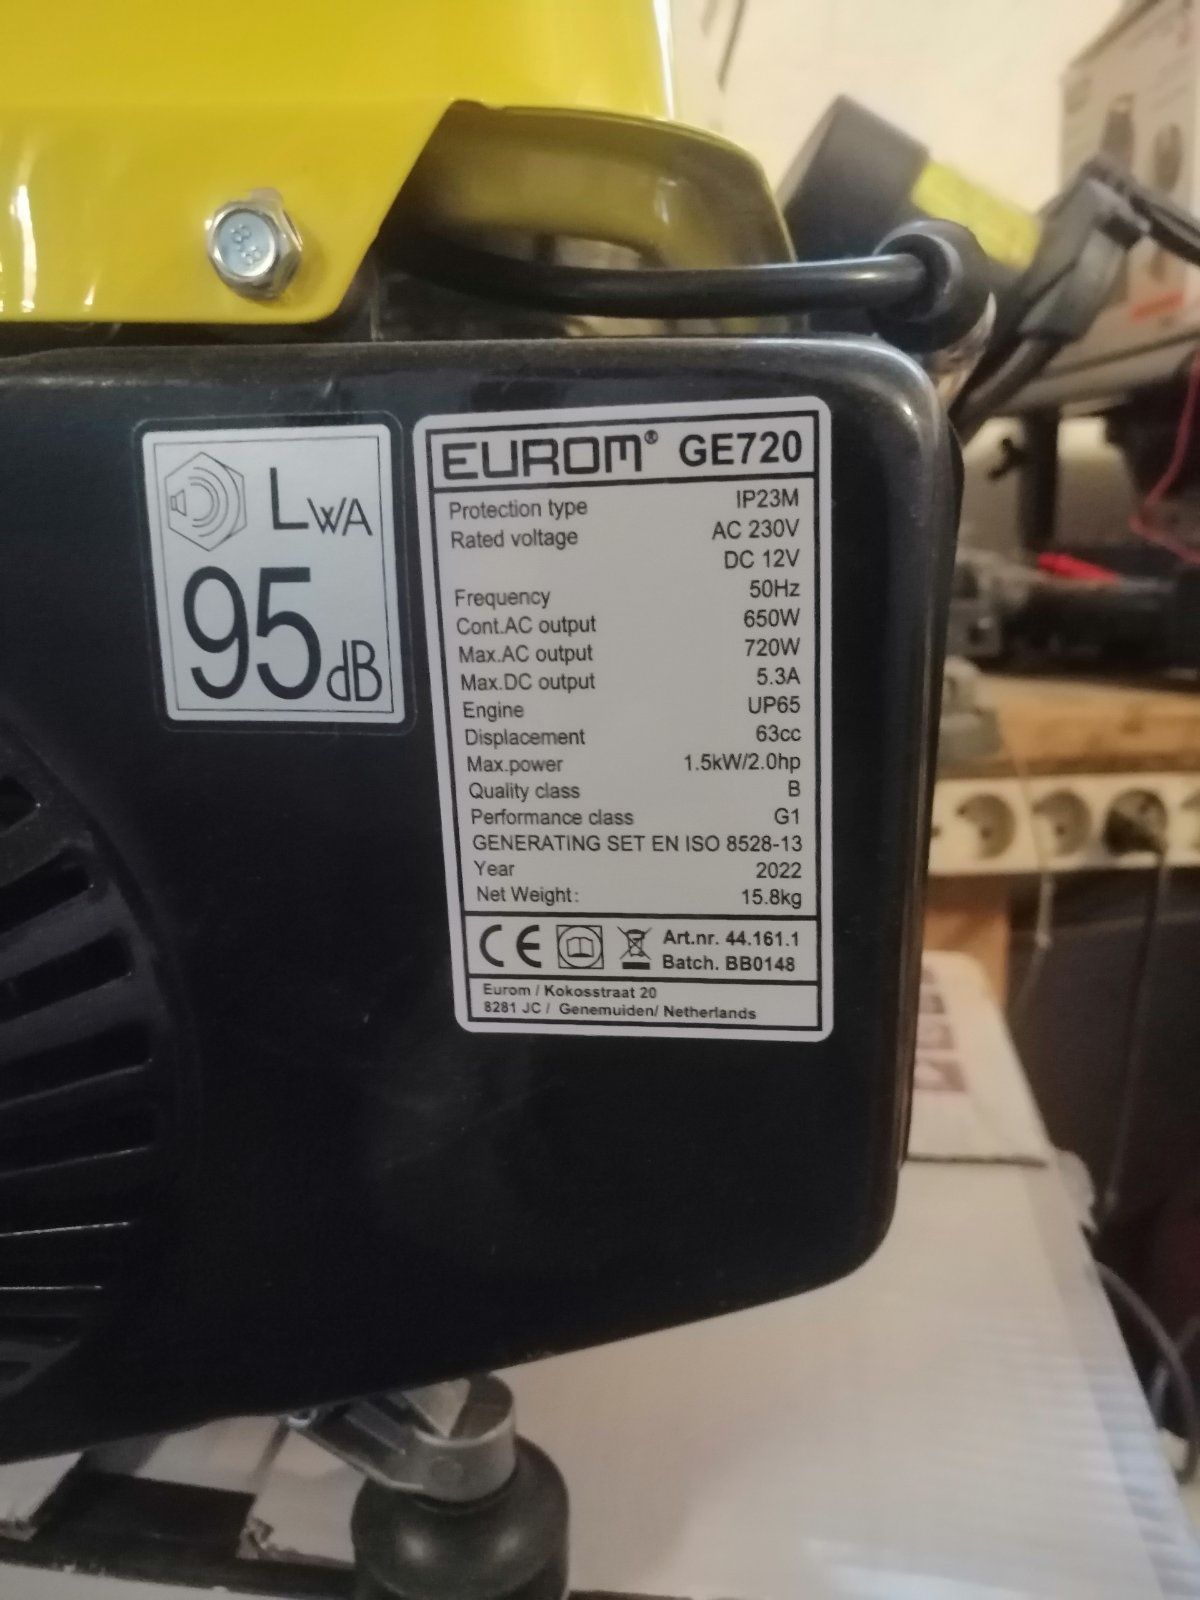 8.8
LWA
95dB
EUROM® GE720
Protection type IP23M
Rated voltage AC 230V
DC 12V
Frequency 50Hz
Cont.AC output 650W
Max.AC output 720W
Max.DC output 5.3A
Engine UP65
Displacement 63cc
Max.power 1.5kW/2.0hp
Quality class B
Performance class G1
GENERATING SET EN ISO 8528-13
Year 2022
Net Weight: 15.8kg
CE Art.nr. 44.161.1
Batch. BB0148
Eurom / Kokosstraat 20
8281 JC / Genemuiden/ Netherlands